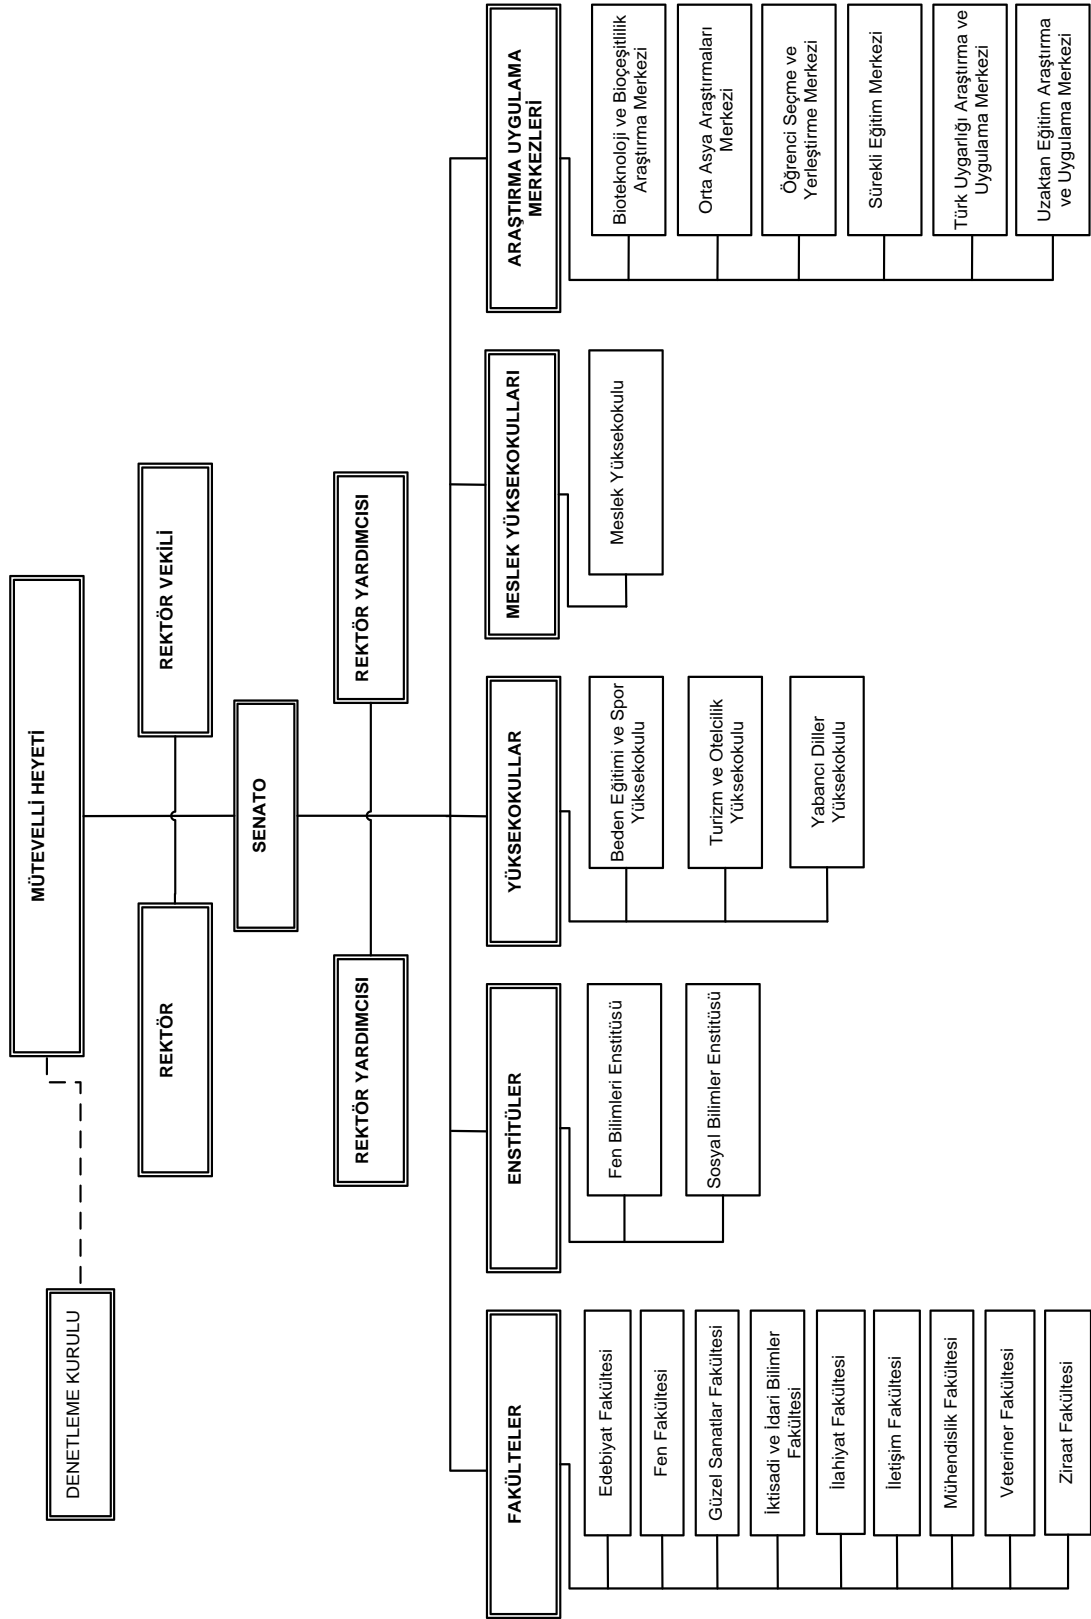 MÜTEVELLİ HEYETİ
DENETLEME KURULU
REKTÖR
REKTÖR VEKİLİ
SENATO
REKTÖR YARDIMCISI
REKTÖR YARDIMCISI
FAKÜLTELER
Edebiyat Fakültesi
Fen Fakültesi
Güzel Sanatlar Fakültesi
İktisadi ve İdari Bilimler
Fakültesi
İlahiyat Fakültesi
İletişim Fakültesi
Mühendislik Fakültesi
Veteriner Fakültesi
Ziraat Fakültesi
ENSTİTÜLER
Fen Bilimleri Enstitüsü
Sosyal Bilimler Enstitüsü
YÜKSEKOKULLAR
Beden Eğitimi ve Spor
Yüksekokulu
Turizm ve Otelcilik
Yüksekokulu
Yabancı Diller
Yüksekokulu
MESLEK YÜKSEKOKULLARI
Meslek Yüksekokulu
ARAŞTIRMA UYGULAMA
MERKEZLERİ
Bioteknoloji ve Bioçeşitlilik
Araştırma Merkezi
Orta Asya Araştırmaları
Merkezi
Öğrenci Seçme ve
Yerleştirme Merkezi
Sürekli Eğitim Merkezi
Türk Uygarlığı Araştırma ve
Uygulama Merkezi
Uzaktan Eğitim Araştırma
ve Uygulama Merkezi